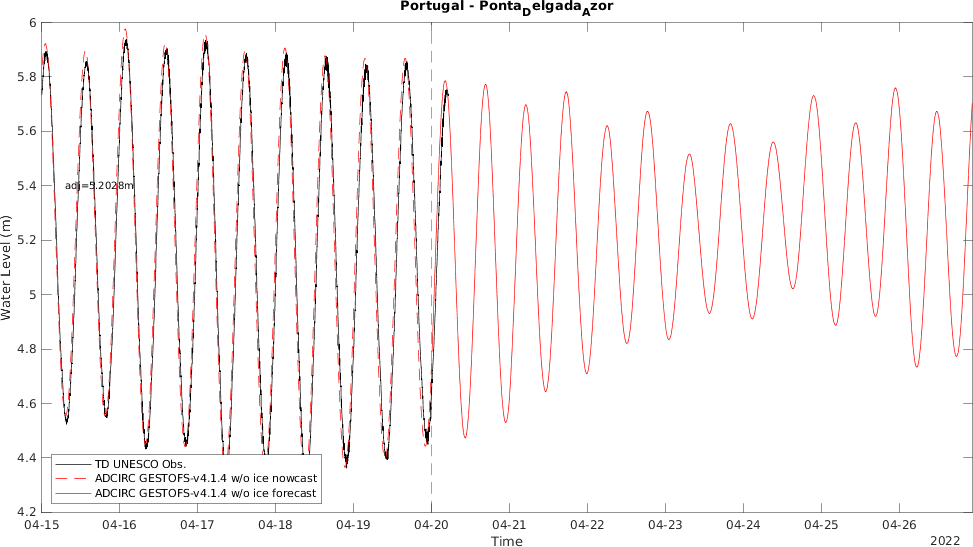 Portugal - PontaDelgadaAzor
6
5.8
5.6
5.4
5.2
5
4.8
4.6
4.4
4.2
Water Level (m)
adj=5.2028m
TD UNESCO Obs.
ADCIRC GESTOFS-v4.1.4 w/o ice nowcast
ADCIRC GESTOFS-v4.1.4 w/o ice forecast
04-15 04-16 04-17 04-18 04-19 04-20 04-21 04-22 04-23 04-24 04-25 04-26
Time
2022